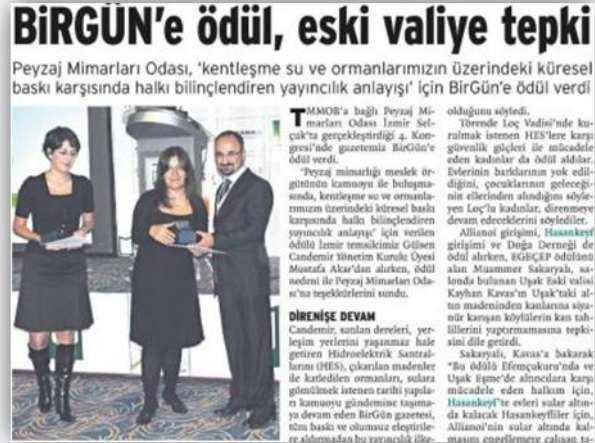 BiRGÜN'e ödül, eski valiye tepki
Peyzaj Mimarları Odası, 'kentleşme su ve ormanlarımızın üzerindeki küresel
baskı karşısında halkı bilinçlendiren yayıncılık anlayışı' için BirGün'e ödül verdi
TMMOB'a bağlı Peyzaj Mi-
marları Odası İzmir Sel-
çuk'ta gerçekleştirdiği 4. Kon-
gresi'nde gazetemiz BirGün'e
ödül verdi.
'Peyzaj mimarlığı meslek ör-
gütünün kamuoyu ile buluşma-
sında, kentleşme su ve ormanla-
rımızın üzerindeki küresel baskı
karşısında halkı bilinçlendiren
yayıncılık anlayışı' için verilen
ödülü İzmir temsilcimiz Gülsen
Candemir Yönetim Kurulu Üyesi
Mustafa Akar'dan alırken, ödül
nedeni ile Peyzaj Mimarları Oda-
sı'na teşekkürlerini sundu.
DİRENİŞE DEVAM
Candemir, satılan dereleri, yer-
leşim yerlerini yaşanmaz hale
getiren Hidroelektrik Santral-
larını (HES), çıkarılan madenler
ile katledilen ormanları, sulara
gömülmek istenen tarihi yapıla-
rı kamuoyu gündemine taşıma-
ya devam eden BirGün gazetesi,
tüm baskı ve olumsuz eleştirile-
re aldırmadan bu yayıncılık ilke-
olduğunu söyledi.
Törende Loç Vadisi'nde ku-
rulmak istenen HES'lere karşı
güvenlik güçleri ile mücadele
eden kadınlar da ödül aldılar.
Evlerinin barklarının yok edil-
diğini, çocuklarının geleceği-
nin ellerinden alındığını söyle-
yen Loç'lu kadınlar, direnmeye
devam edeceklerini söylediler.
Allianoi girişimi, Hasankeyf
girişimi ve Doğa Derneği de
ödül alırken, EGEÇEP ödülünü
alan Muammer Sakaryalı, sa-
londa bulunan Uşak Eski valisi
Kayhan Kavas'ın Uşak'taki al-
tın madeninden kanlarına siya-
nür karışan köylülerin kan tah-
lillerini yaptırmamasına tepki-
sini dile getirdi.
Sakaryalı, Kavas'a bakarak
"Bu ödülü Efemçukuru'nda ve
Uşak Eşme'de altıncılara karşı
mücadele eden halkım için,
Hasankeyf'te evleri sular altın-
da kalacak Hasankeyfliler için,
Allianoi'nin sular altında kal-
masını engellemeye çalışan ta-